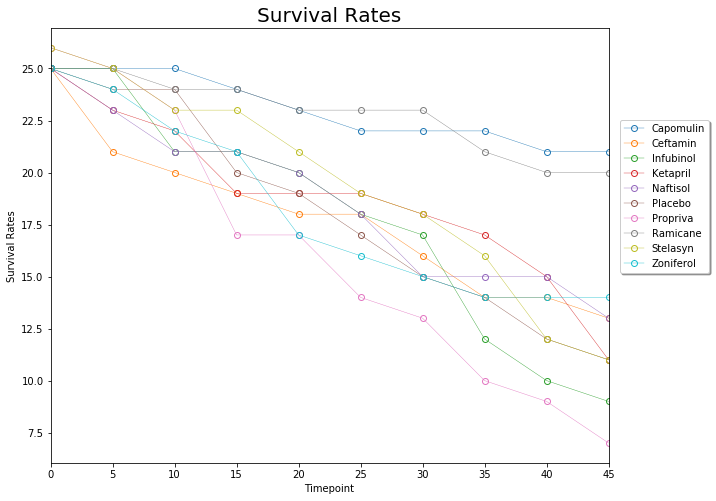 Survival Rates
25.0
22.5
20.0
17.5
15.0
12.5
10.0
7.5
Survival Rates
0 5 10 15 20 25 30 35 40 45
Timepoint
Capomulin
Ceftamin
Infubinol
Ketapril
Naftisol
Placebo
Propriva
Ramicane
Stelasyn
Zoniferol